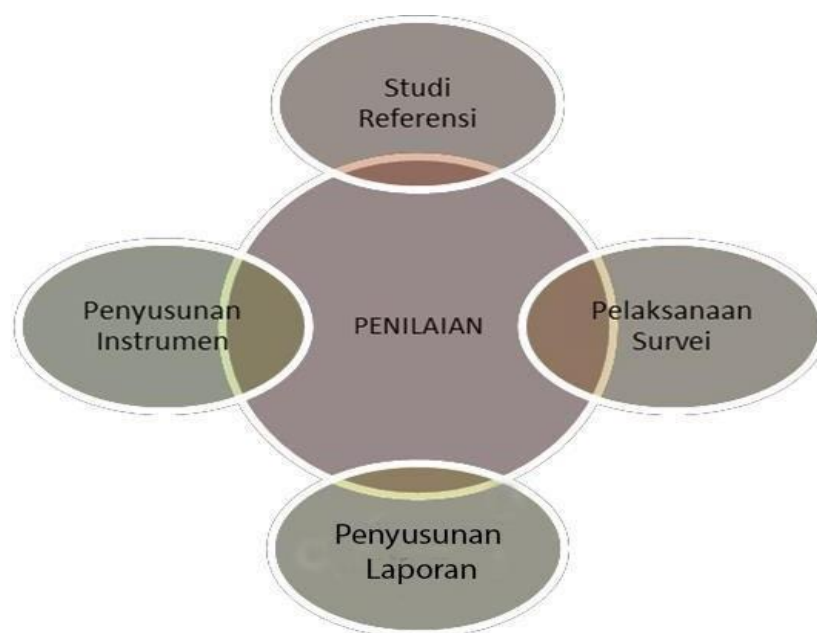 Studi
Referensi
Penyusunan
Instrumen
PENILAIAN
Pelaksanaan
Survei
Penyusunan
Laporan